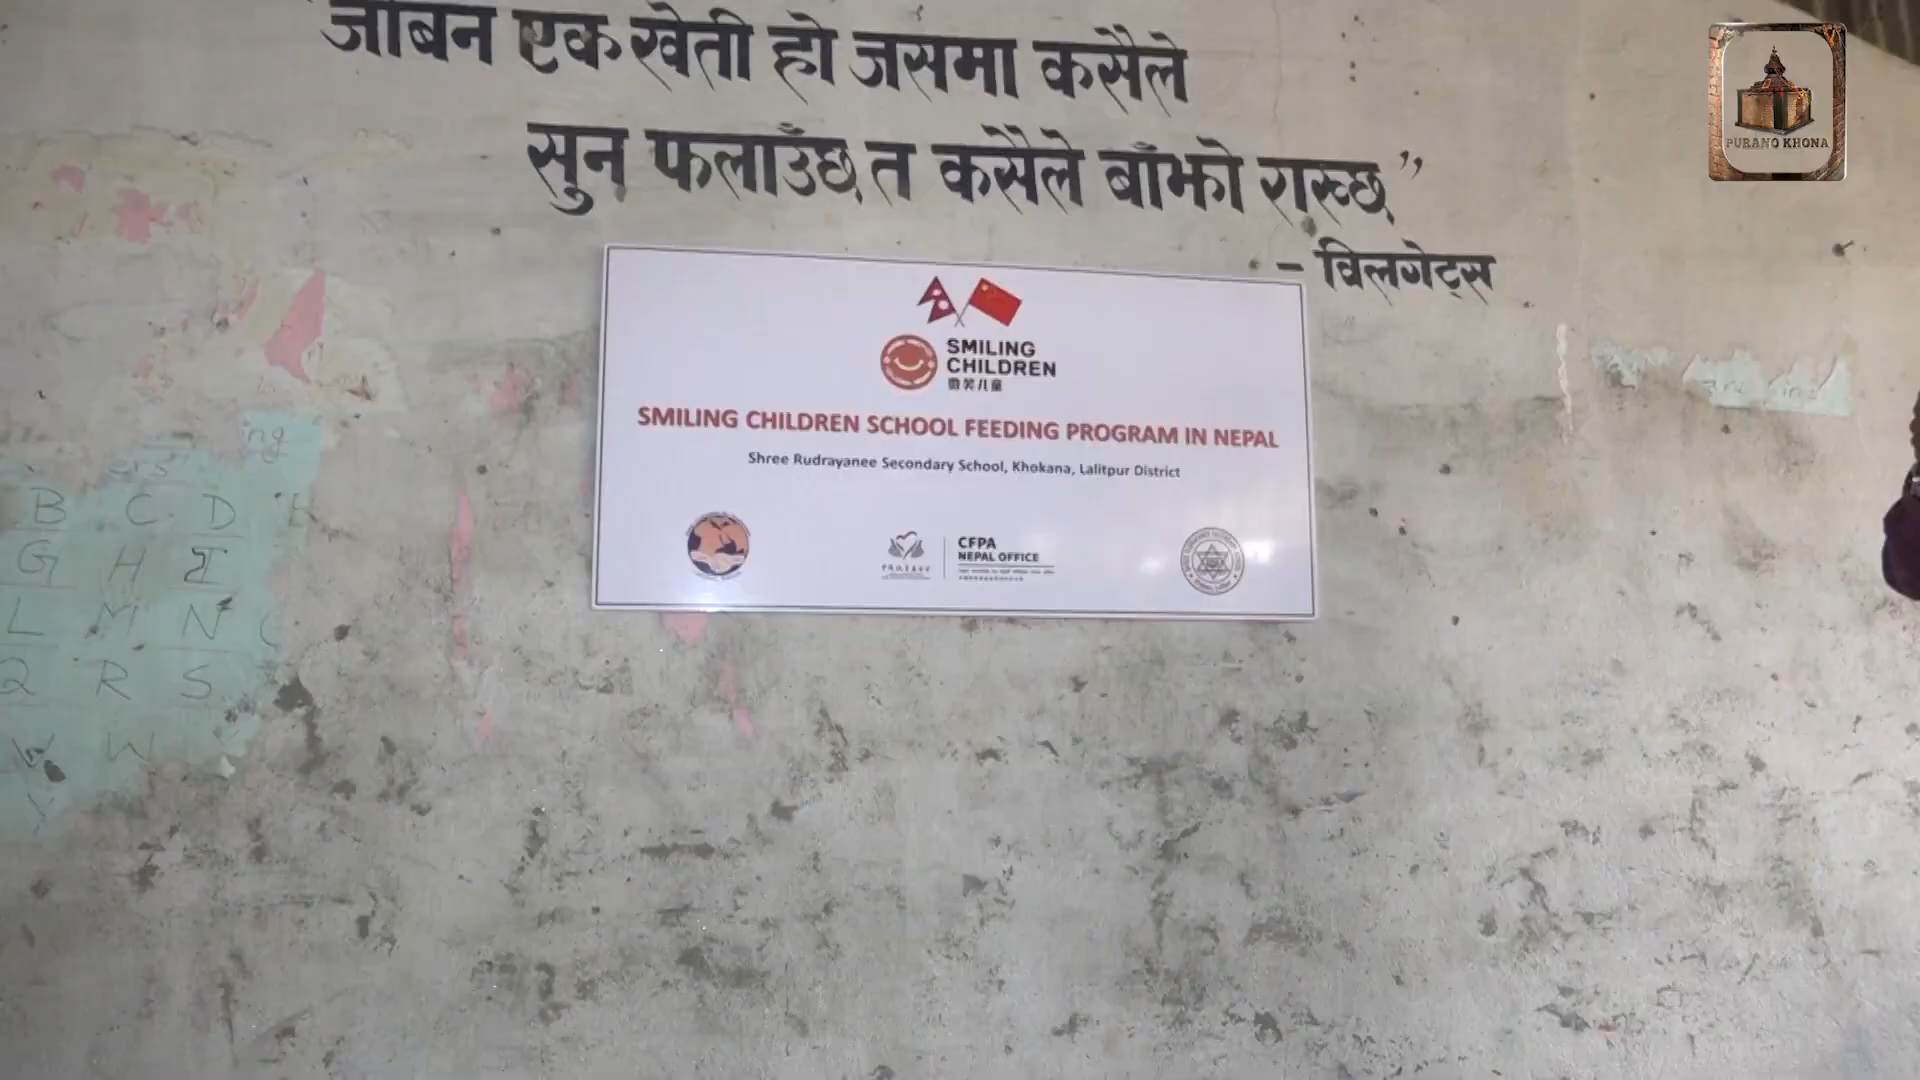 "जीबन एक खेती हो जसमा कसैले
सुन फलाउँछ त कसैले बाँझो राख्छ"
- विलगेट्स
PURANO KHONA
SMILING
CHILDREN
微笑儿童
SMILING CHILDREN SCHOOL FEEDING PROGRAM IN NEPAL
Shree Rudrayanee Secondary School, Khokana, Lalitpur District
CFPA
NEPAL OFFICE
ing
B C D
G H I
L M N
Q R S
V W